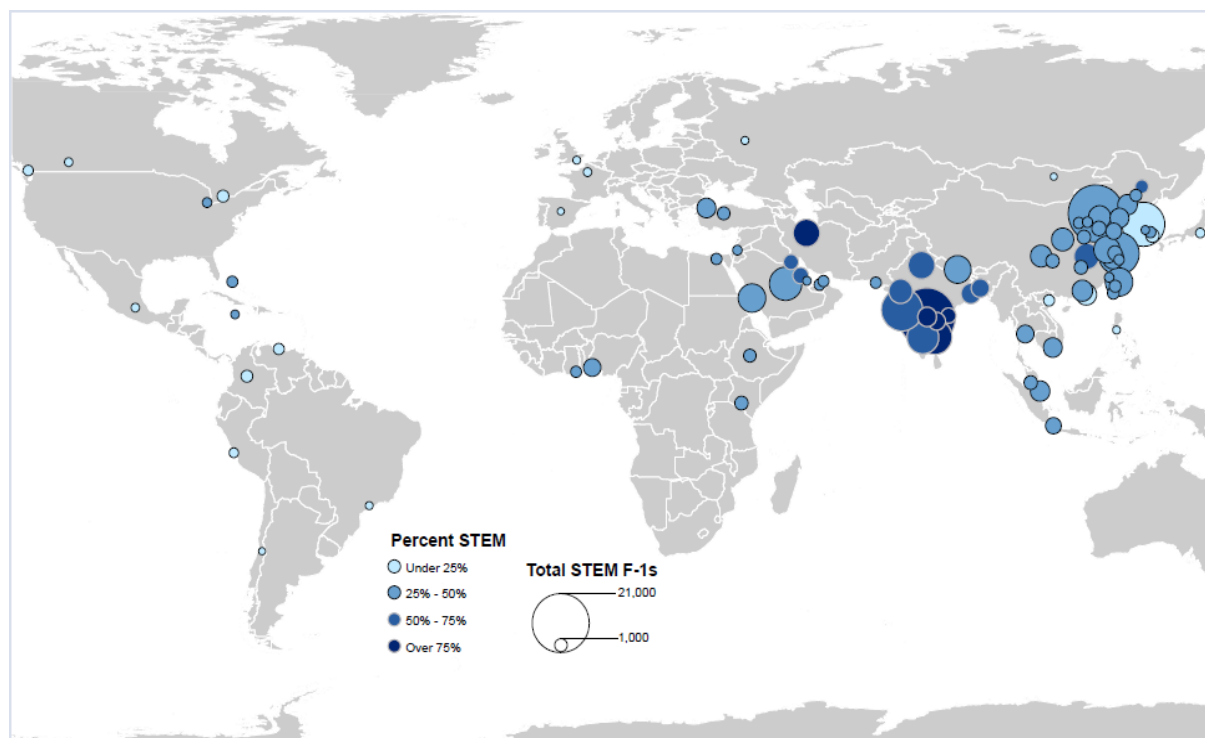 Percent STEM
Under 25%
25% - 50%
50% - 75%
Over 75%
Total STEM F-1s
21,000
1,000